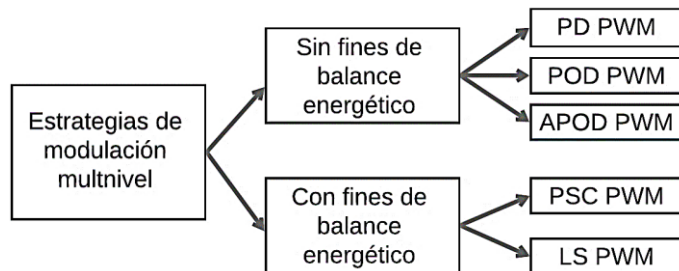 Estrategias de
modulación
multnivel
Sin fines de
balance
energético
PD PWM
POD PWM
APOD PWM
Con fines de
balance
energético
PSC PWM
LS PWM